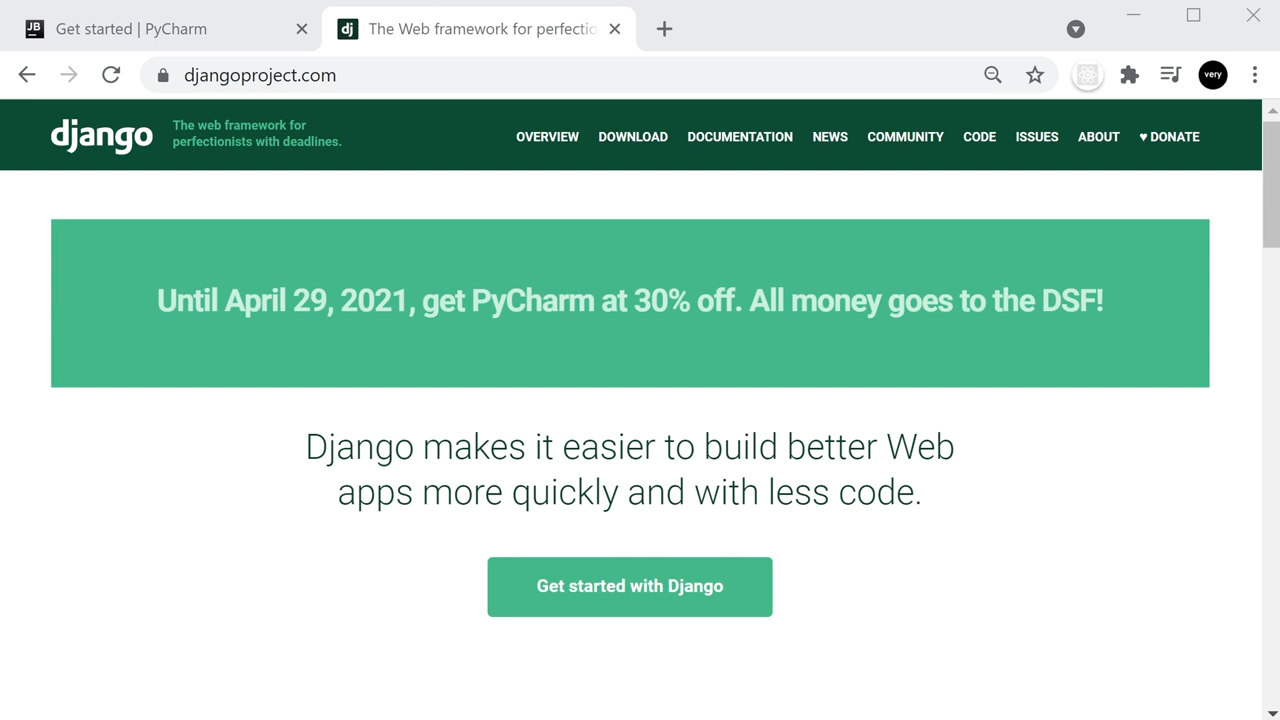 JB
Get started | PyCharm
dj
The Web framework for perfectio
djangoproject.com
very
django
The web framework for
perfectionists with deadlines.
OVERVIEW DOWNLOAD DOCUMENTATION NEWS COMMUNITY CODE ISSUES ABOUT ♥ DONATE
Until April 29, 2021, get PyCharm at 30% off. All money goes to the DSF!
Django makes it easier to build better Web
apps more quickly and with less code.
Get started with Django